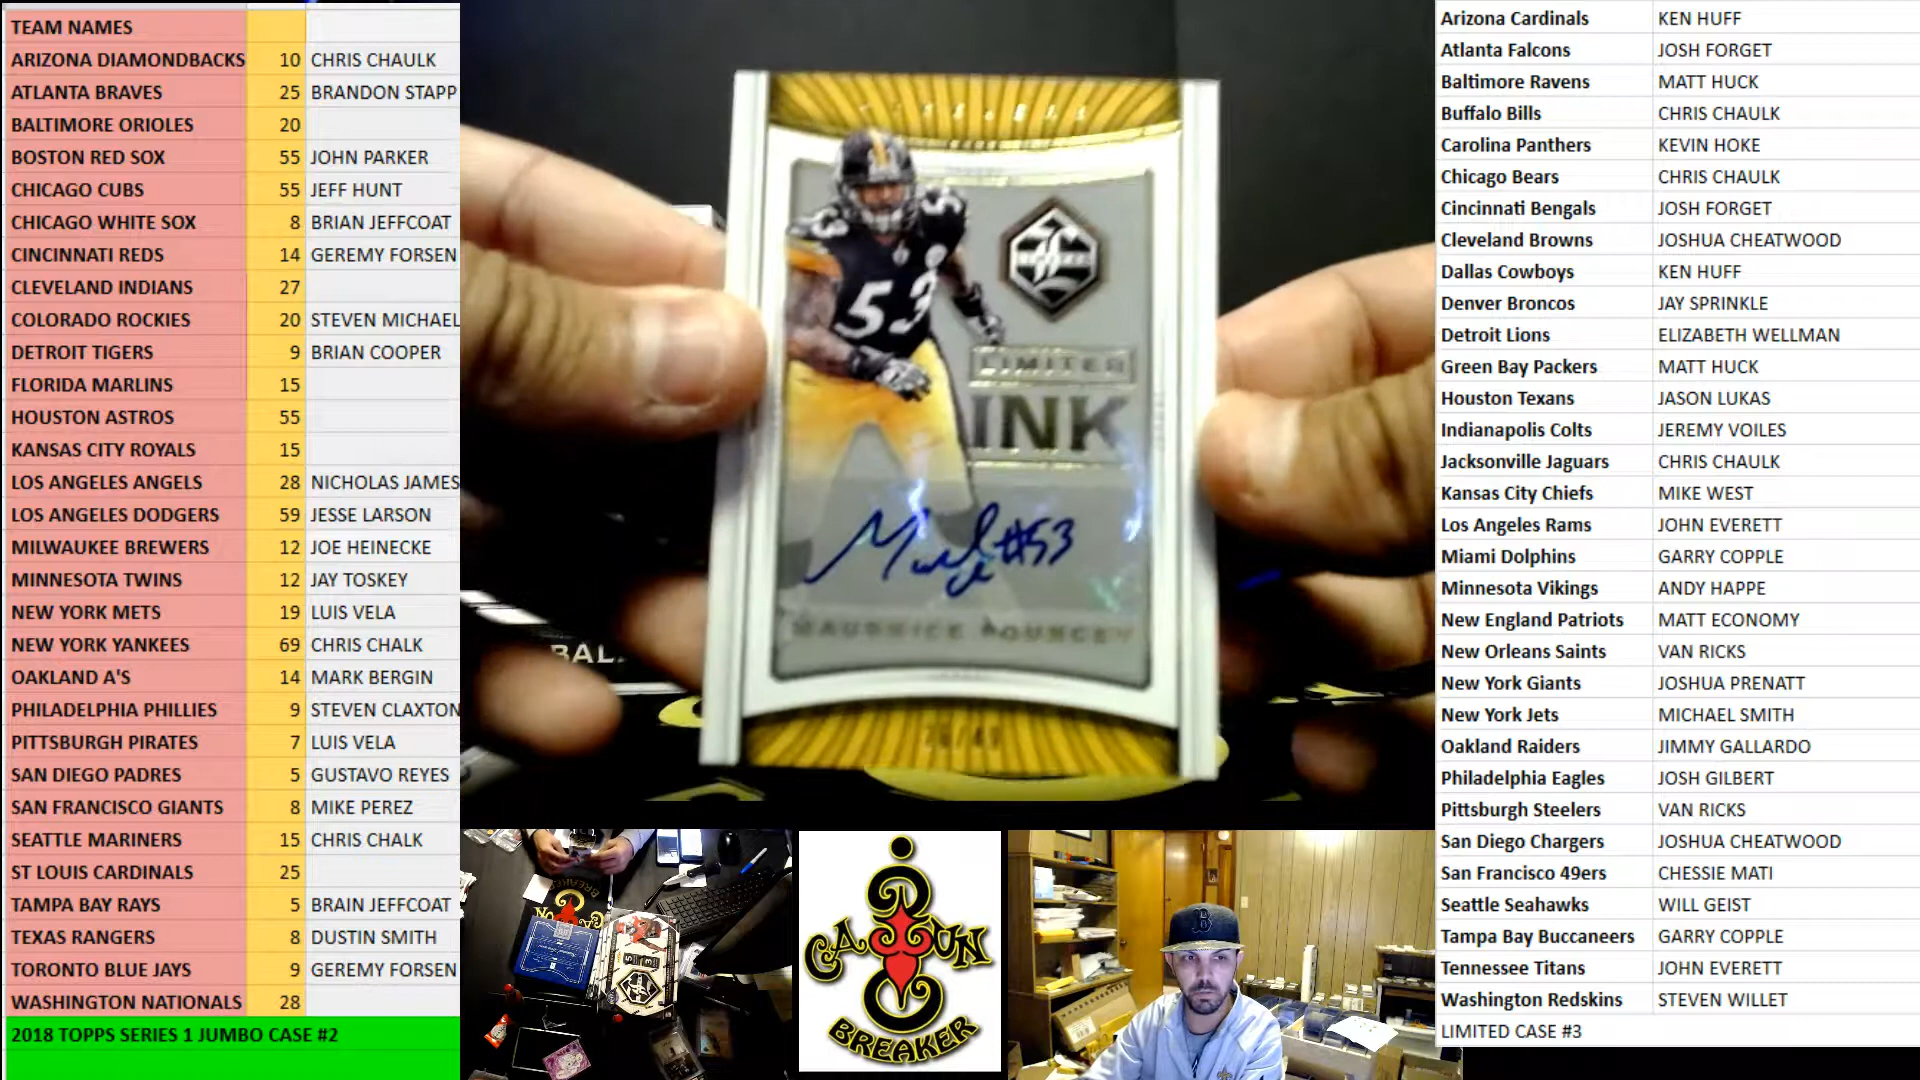 TEAM NAMES
ARIZONA DIAMONDBACKS 10 CHRIS CHAULK
ATLANTA BRAVES 25 BRANDON STAPP
BALTIMORE ORIOLES 20
BOSTON RED SOX 55 JOHN PARKER
CHICAGO CUBS 55 JEFF HUNT
CHICAGO WHITE SOX 8 BRIAN JEFFCOAT
CINCINNATI REDS 14 GEREMY FORSEN
CLEVELAND INDIANS 27
COLORADO ROCKIES 20 STEVEN MICHAEL
DETROIT TIGERS 9 BRIAN COOPER
FLORIDA MARLINS 15
HOUSTON ASTROS 55
KANSAS CITY ROYALS 15
LOS ANGELES ANGELS 28 NICHOLAS JAMES
LOS ANGELES DODGERS 59 JESSE LARSON
MILWAUKEE BREWERS 12 JOE HEINECKE
MINNESOTA TWINS 12 JAY TOSKEY
NEW YORK METS 19 LUIS VELA
NEW YORK YANKEES 69 CHRIS CHALK
OAKLAND A'S 14 MARK BERGIN
PHILADELPHIA PHILLIES 9 STEVEN CLAXTON
PITTSBURGH PIRATES 7 LUIS VELA
SAN DIEGO PADRES 5 GUSTAVO REYES
SAN FRANCISCO GIANTS 8 MIKE PEREZ
SEATTLE MARINERS 15 CHRIS CHALK
ST LOUIS CARDINALS 25
TAMPA BAY RAYS 5 BRAIN JEFFCOAT
TEXAS RANGERS 8 DUSTIN SMITH
TORONTO BLUE JAYS 9 GEREMY FORSEN
WASHINGTON NATIONALS 28
2018 TOPPS SERIES 1 JUMBO CASE #2
53
53
LIMITED
INK
#53
MAURKICE POUNCEY
CAJUN
BREAKER
B
Arizona Cardinals KEN HUFF
Atlanta Falcons JOSH FORGET
Baltimore Ravens MATT HUCK
Buffalo Bills CHRIS CHAULK
Carolina Panthers KEVIN HOKE
Chicago Bears CHRIS CHAULK
Cincinnati Bengals JOSH FORGET
Cleveland Browns JOSHUA CHEATWOOD
Dallas Cowboys KEN HUFF
Denver Broncos JAY SPRINKLE
Detroit Lions ELIZABETH WELLMAN
Green Bay Packers MATT HUCK
Houston Texans JASON LUKAS
Indianapolis Colts JEREMY VOILES
Jacksonville Jaguars CHRIS CHAULK
Kansas City Chiefs MIKE WEST
Los Angeles Rams JOHN EVERETT
Miami Dolphins GARRY COPPLE
Minnesota Vikings ANDY HAPPE
New England Patriots MATT ECONOMY
New Orleans Saints VAN RICKS
New York Giants JOSHUA PRENATT
New York Jets MICHAEL SMITH
Oakland Raiders JIMMY GALLARDO
Philadelphia Eagles JOSH GILBERT
Pittsburgh Steelers VAN RICKS
San Diego Chargers JOSHUA CHEATWOOD
San Francisco 49ers CHESSIE MATI
Seattle Seahawks WILL GEIST
Tampa Bay Buccaneers GARRY COPPLE
Tennessee Titans JOHN EVERETT
Washington Redskins STEVEN WILLET
LIMITED CASE #3